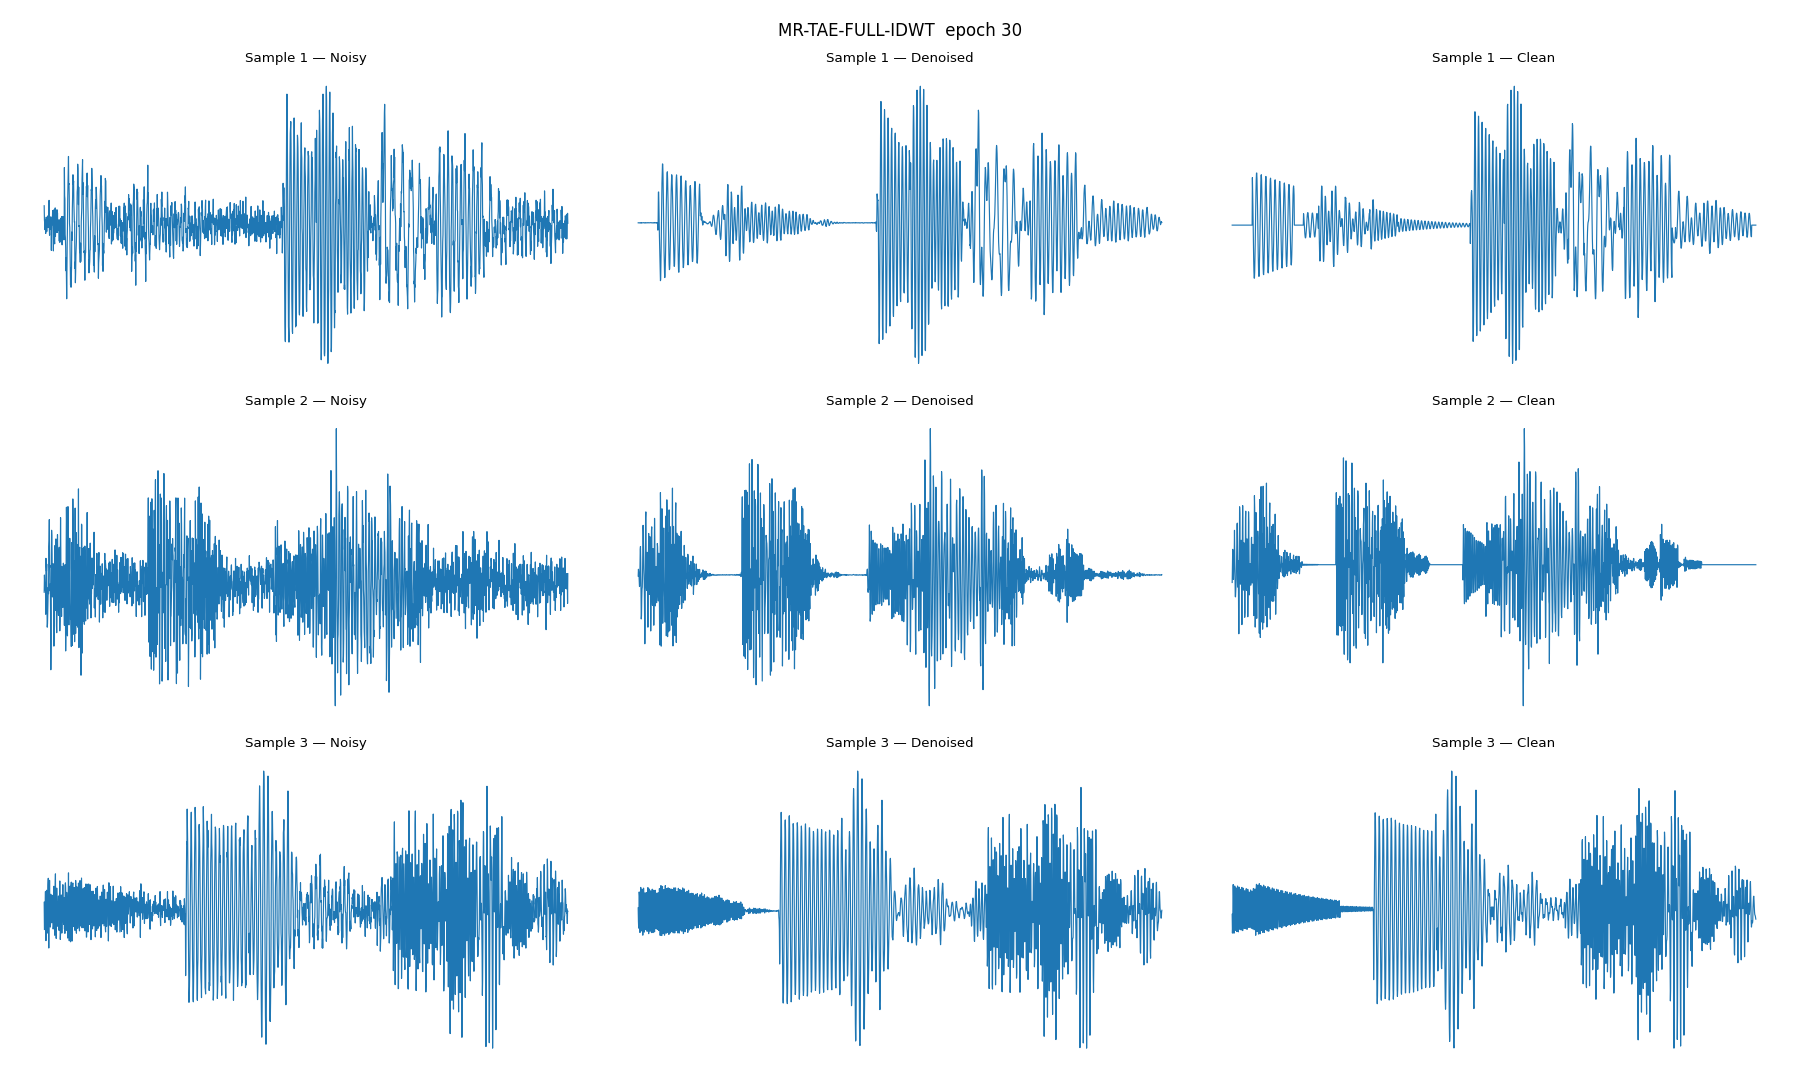 MR-TAE-FULL-IDWT  epoch 30
Sample 1 — Noisy
Sample 1 — Denoised
Sample 1 — Clean
Sample 2 — Noisy
Sample 2 — Denoised
Sample 2 — Clean
Sample 3 — Noisy
Sample 3 — Denoised
Sample 3 — Clean